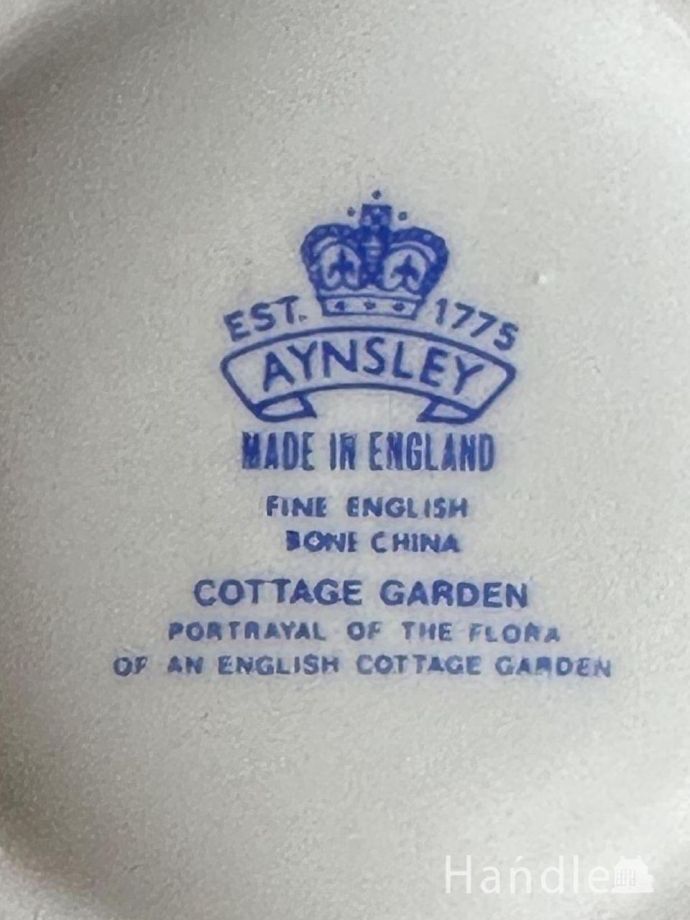 EST. 1775
AYNSLEY
MADE IN ENGLAND
FINE ENGLISH
BONE CHINA
COTTAGE GARDEN
PORTRAYAL OF THE FLORA
OF AN ENGLISH COTTAGE GARDEN
Handle